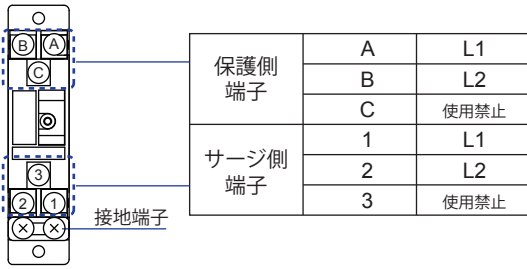 B A
C
3
2 1
接地端子
保護側
端子
A L1
B L2
C 使用禁止
サージ側
端子
1 L1
2 L2
3 使用禁止